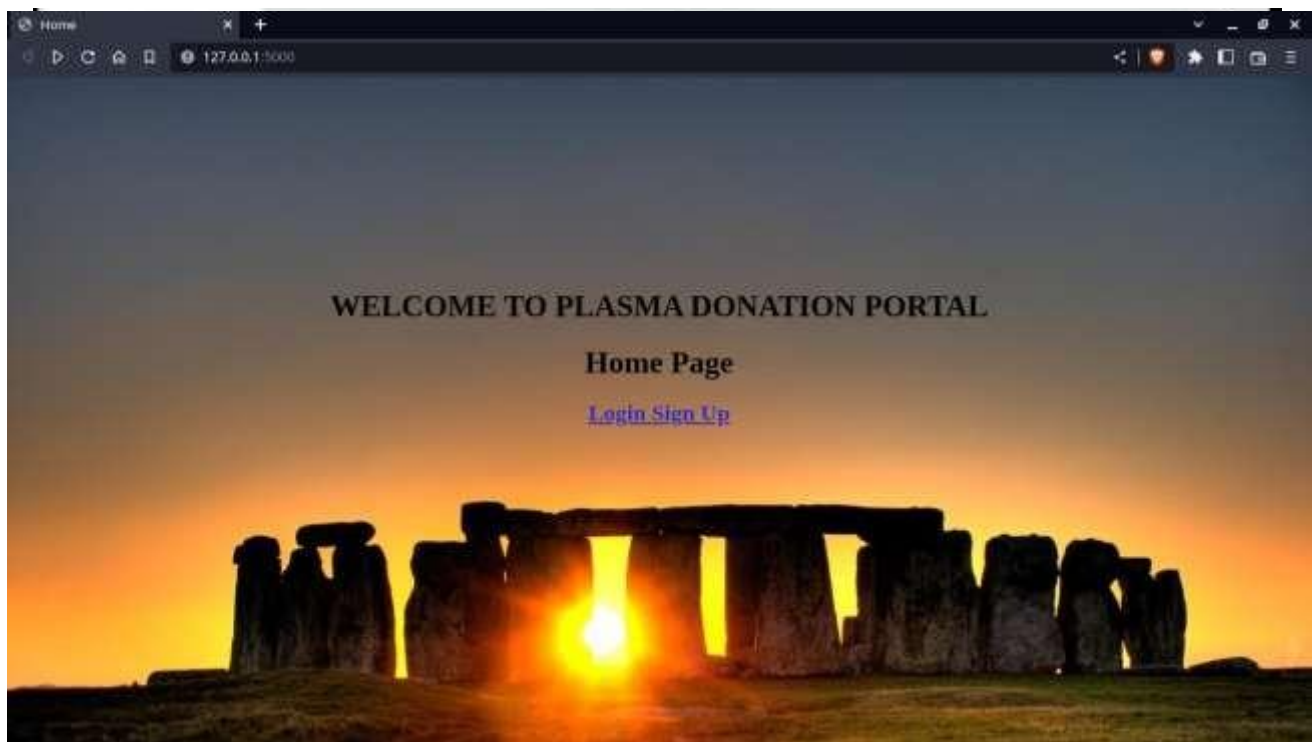 Home
127.0.0.1:5000
WELCOME TO PLASMA DONATION PORTAL
Home Page
Login Sign Up